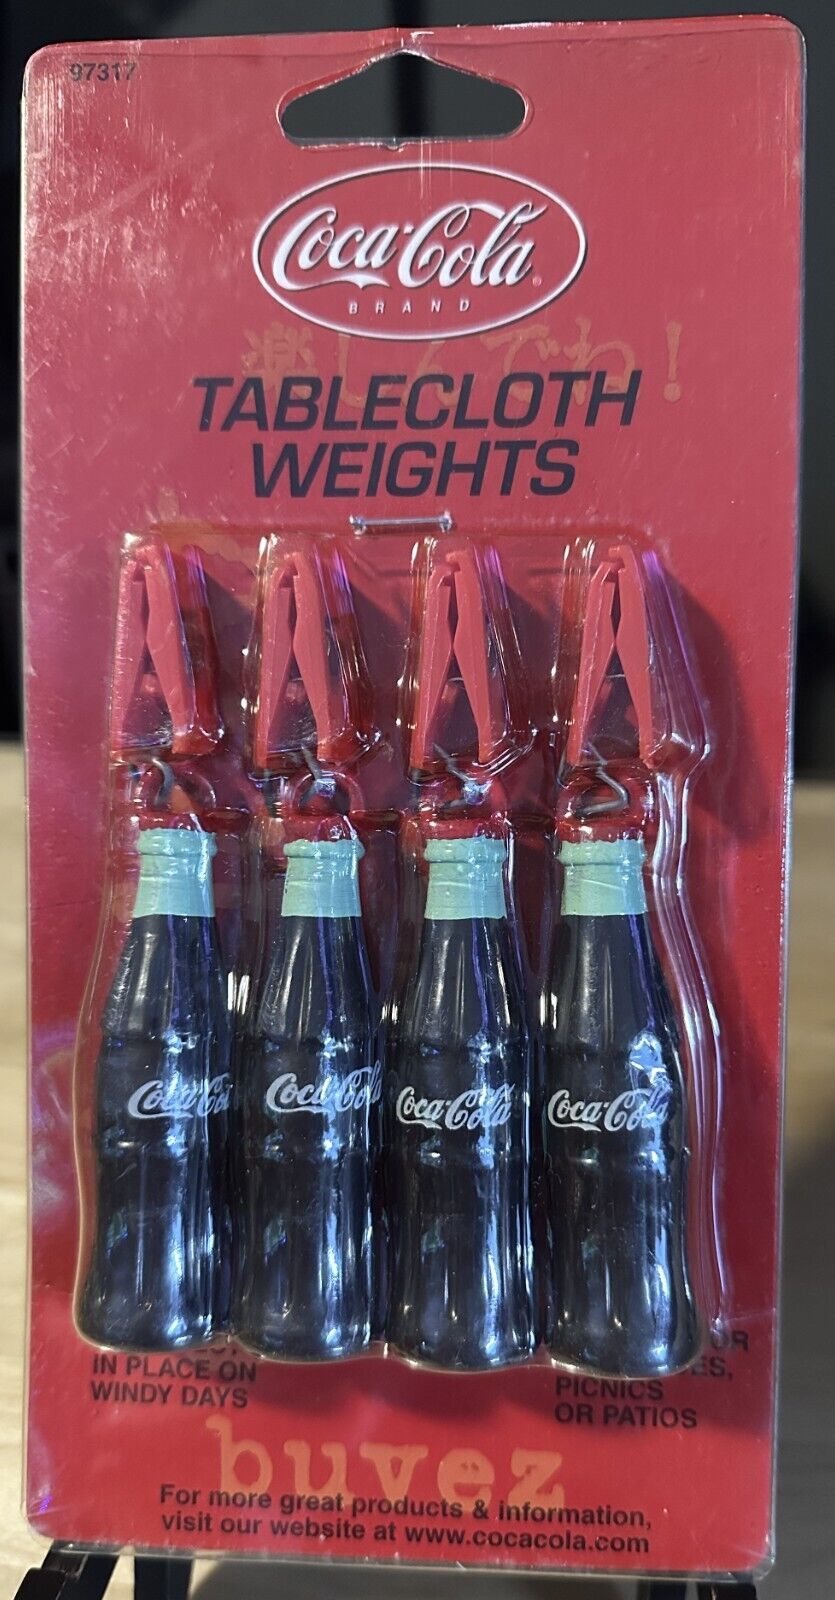 97317
Coca-Cola
BRAND
楽しんでね!
TABLECLOTH
WEIGHTS
Coca-Cola
Coca-Cola
Coca-Cola
Coca-Cola
IN PLACE ON
WINDY DAYS
PICNICS
OR PATIOS
buvez
For more great products & information,
visit our website at www.cocacola.com